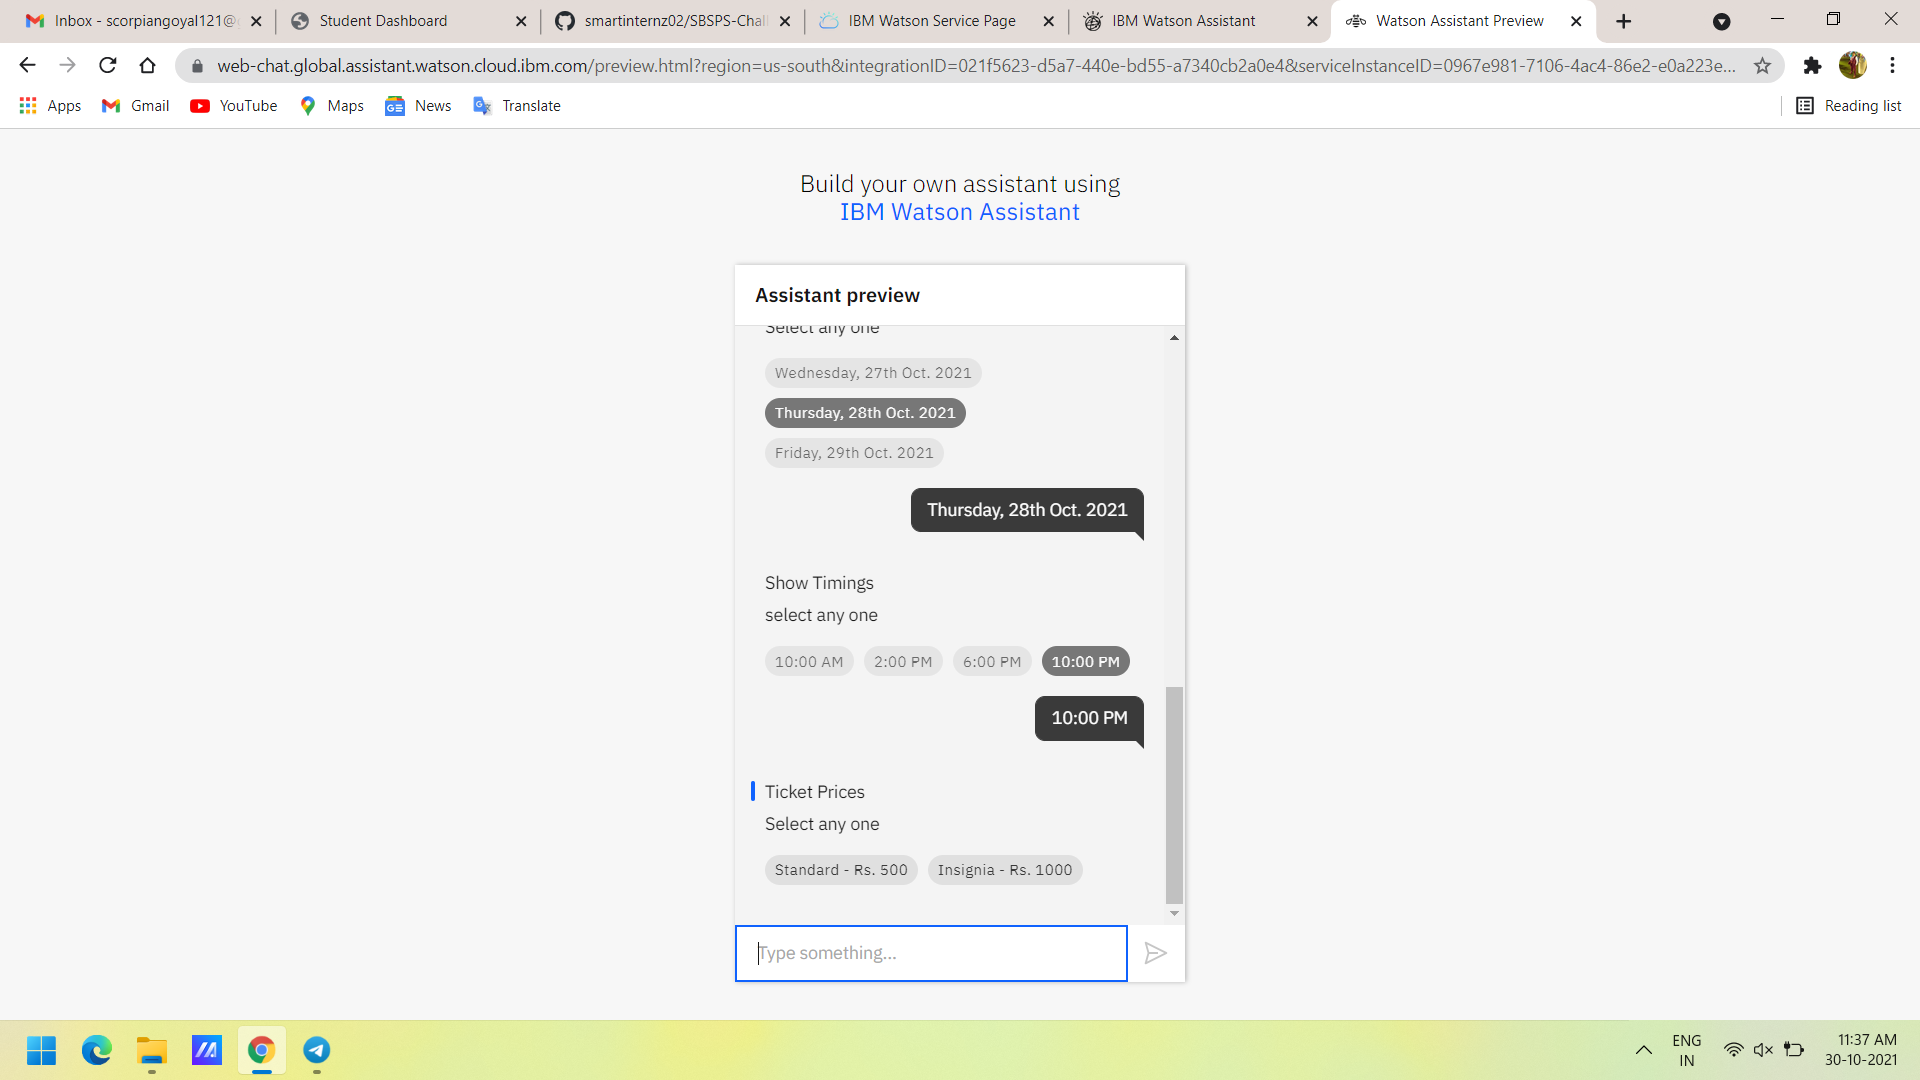 Inbox - scorpiangoyal121@
Student Dashboard
smartinternz02/SBSPS-Chal
IBM Watson Service Page
IBM Watson Assistant
Watson Assistant Preview
web-chat.global.assistant.watson.cloud.ibm.com/preview.html?region=us-south&integrationID=021f5623-d5a7-440e-bd55-a7340cb2a0e4&serviceInstanceID=0967e981-7106-4ac4-86e2-e0a223e...
Apps
Gmail
YouTube
Maps
News
Translate
Reading list
Build your own assistant using
IBM Watson Assistant
Assistant preview
Select any one
Wednesday, 27th Oct. 2021
Thursday, 28th Oct. 2021
Friday, 29th Oct. 2021
Thursday, 28th Oct. 2021
Show Timings
select any one
10:00 AM
2:00 PM
6:00 PM
10:00 PM
10:00 PM
Ticket Prices
Select any one
Standard - Rs. 500
Insignia - Rs. 1000
Type something...
ENG
IN
11:37 AM
30-10-2021